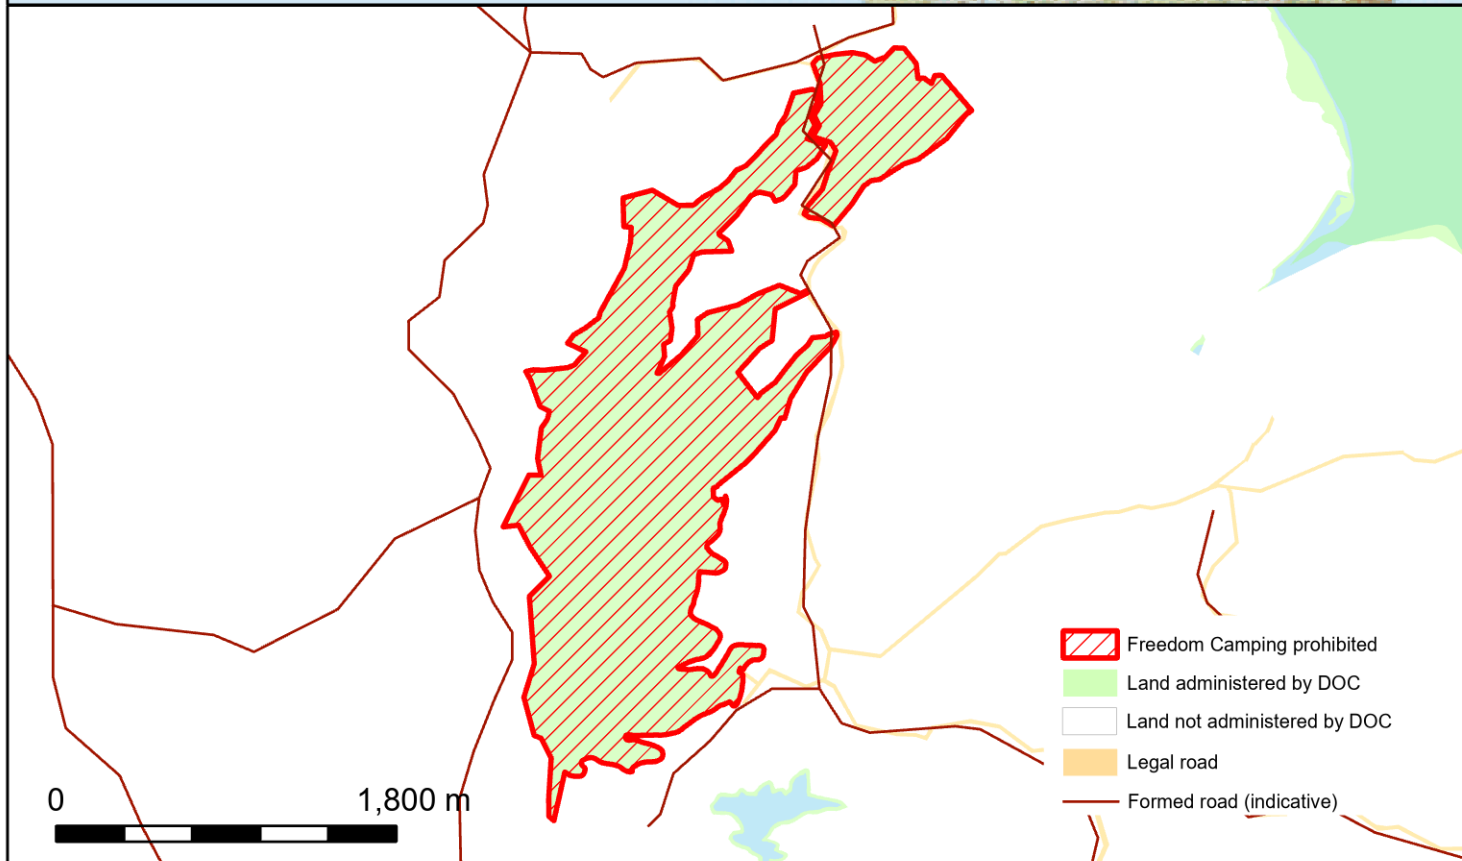 Freedom Camping prohibited
Land administered by DOC
Land not administered by DOC
Legal road
Formed road (indicative)
0 1,800 m